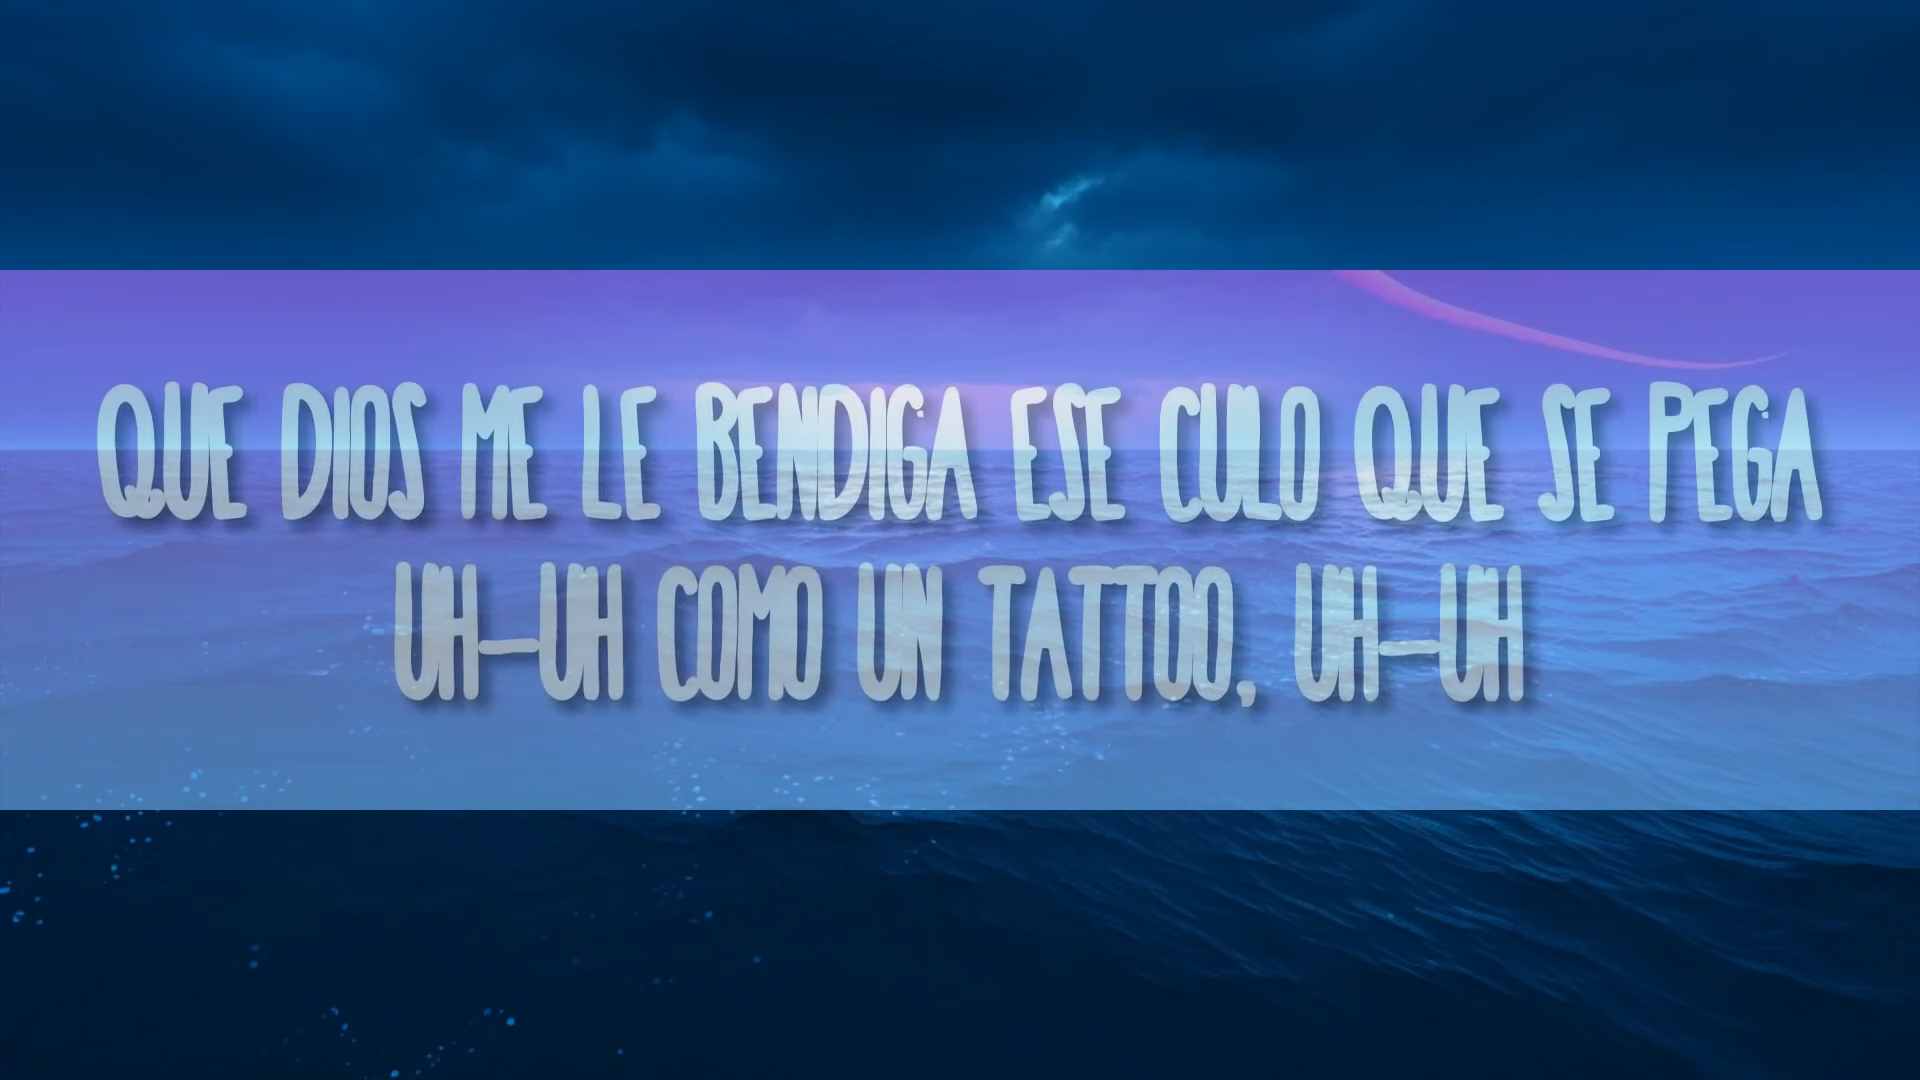 QUE DIOS ME LE BENDIGA ESE CULO QUE SE PEGA
UH-UH COMO UN TATTOO, UH-UH